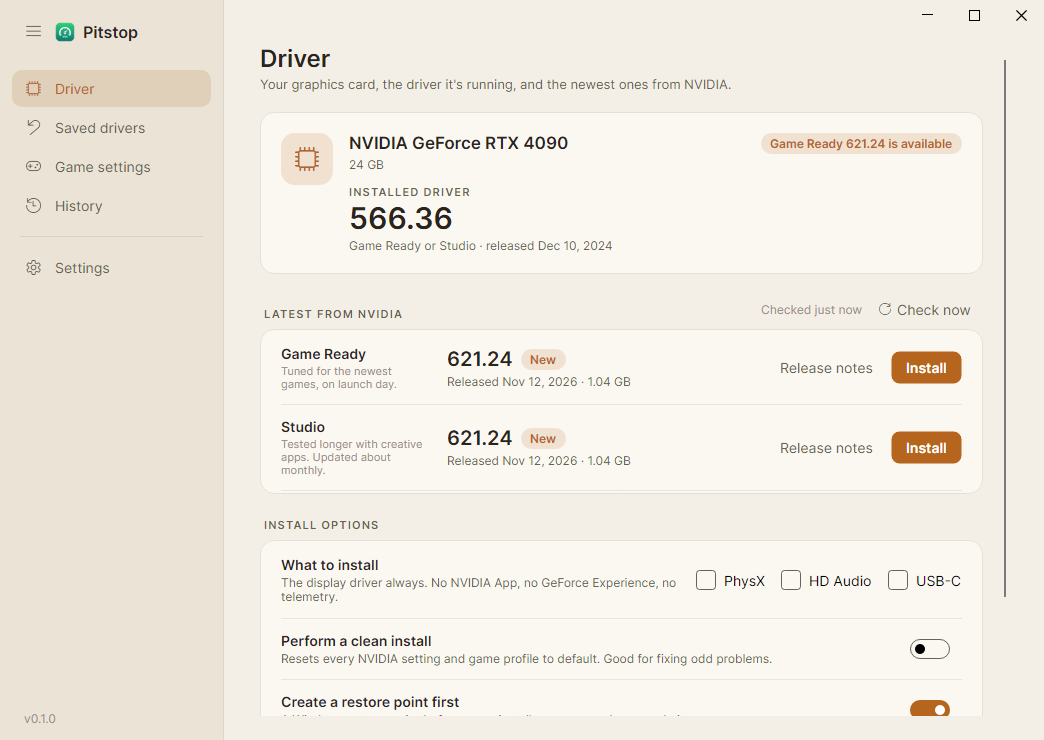 Pitstop
Driver
Saved drivers
Game settings
History
Settings
v0.1.0
Driver
Your graphics card, the driver it's running, and the newest ones from NVIDIA.
NVIDIA GeForce RTX 4090
Game Ready 621.24 is available
24 GB
INSTALLED DRIVER
566.36
Game Ready or Studio · released Dec 10, 2024
LATEST FROM NVIDIA
Checked just now
Check now
Game Ready
Tuned for the newest
games, on launch day.
621.24 New
Released Nov 12, 2026 · 1.04 GB
Release notes
Install
Studio
Tested longer with creative
apps. Updated about
monthly.
621.24 New
Released Nov 12, 2026 · 1.04 GB
Release notes
Install
INSTALL OPTIONS
What to install
The display driver always. No NVIDIA App, no GeForce Experience, no
telemetry.
PhysX
HD Audio
USB-C
Perform a clean install
Resets every NVIDIA setting and game profile to default. Good for fixing odd problems.
Create a restore point first